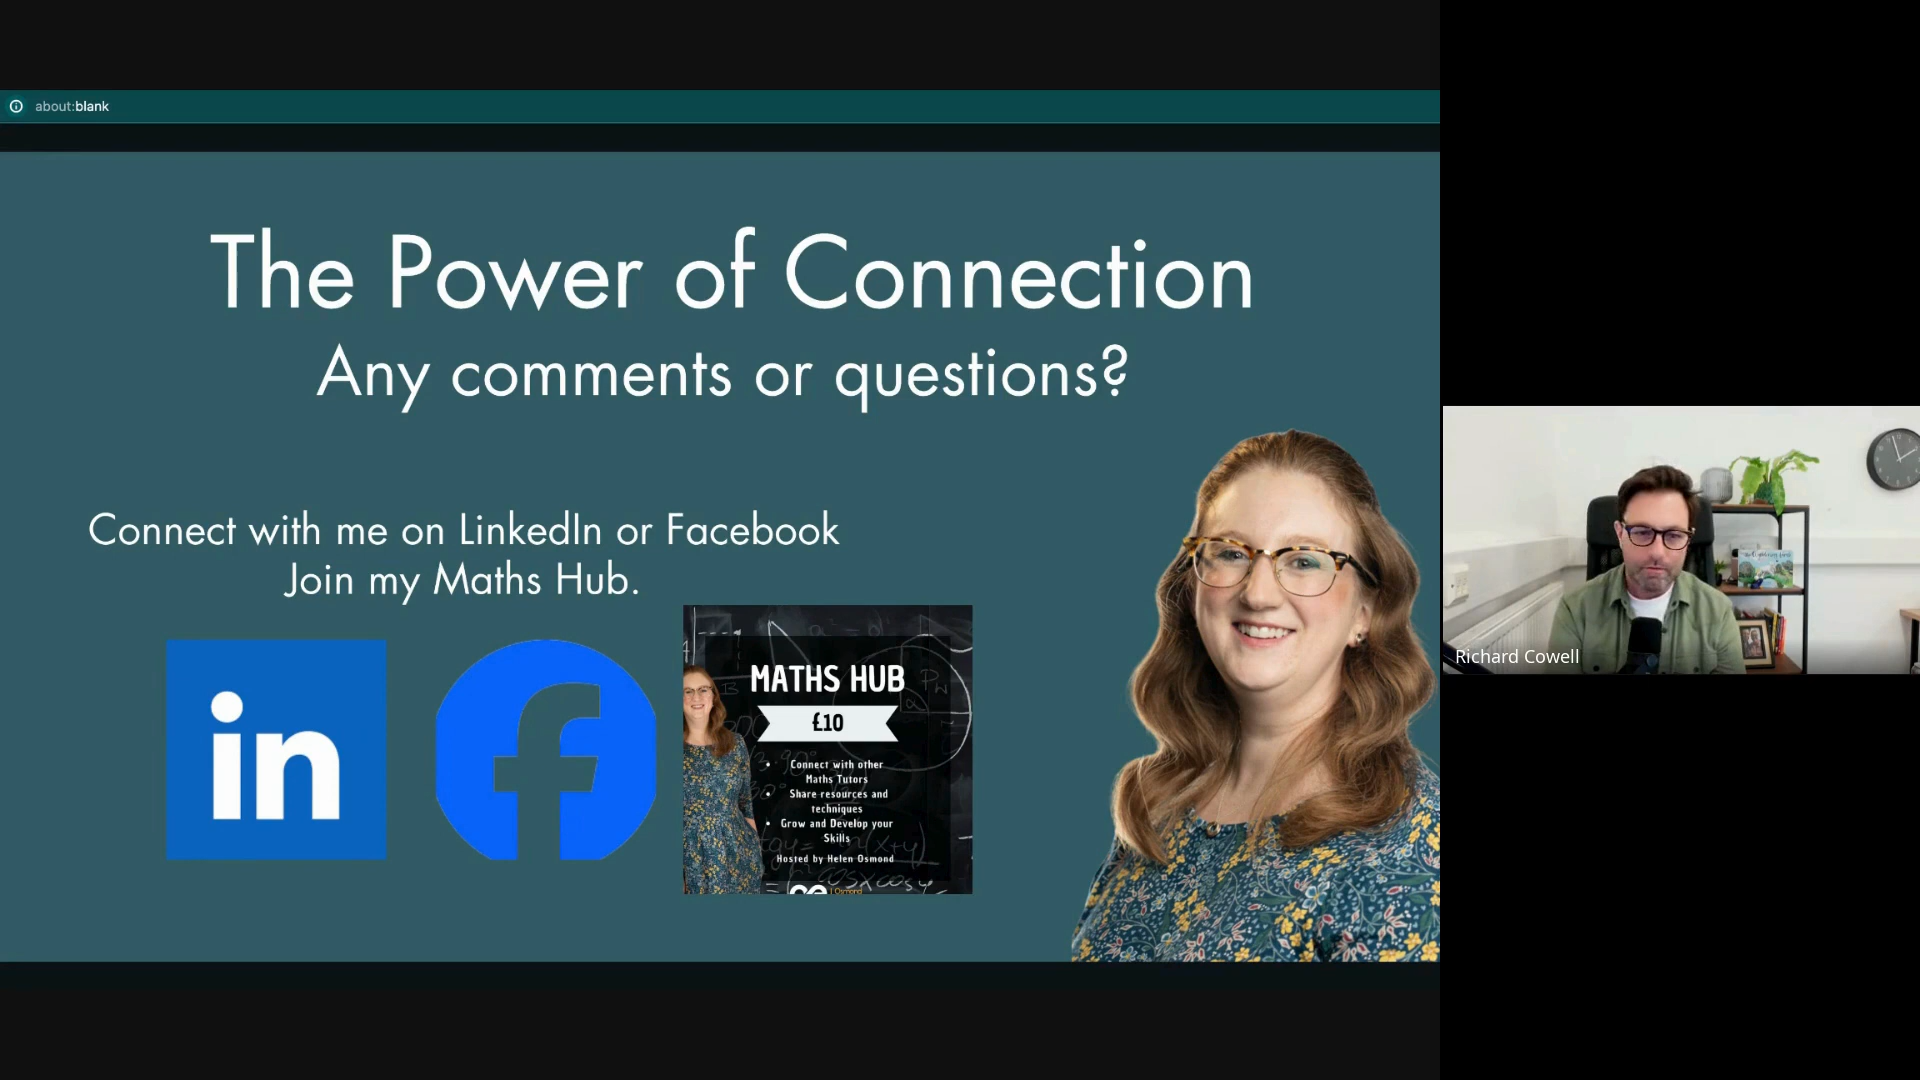 about:blank
The Power of Connection
Any comments or questions?
Connect with me on LinkedIn or Facebook
Join my Maths Hub.
in
f
MATHS HUB
£10
• Connect with other
Maths Tutors
• Share resources and
techniques
• Grow and Develop your
Skills
Hosted by Helen Osmond
Osmond
Richard Cowell